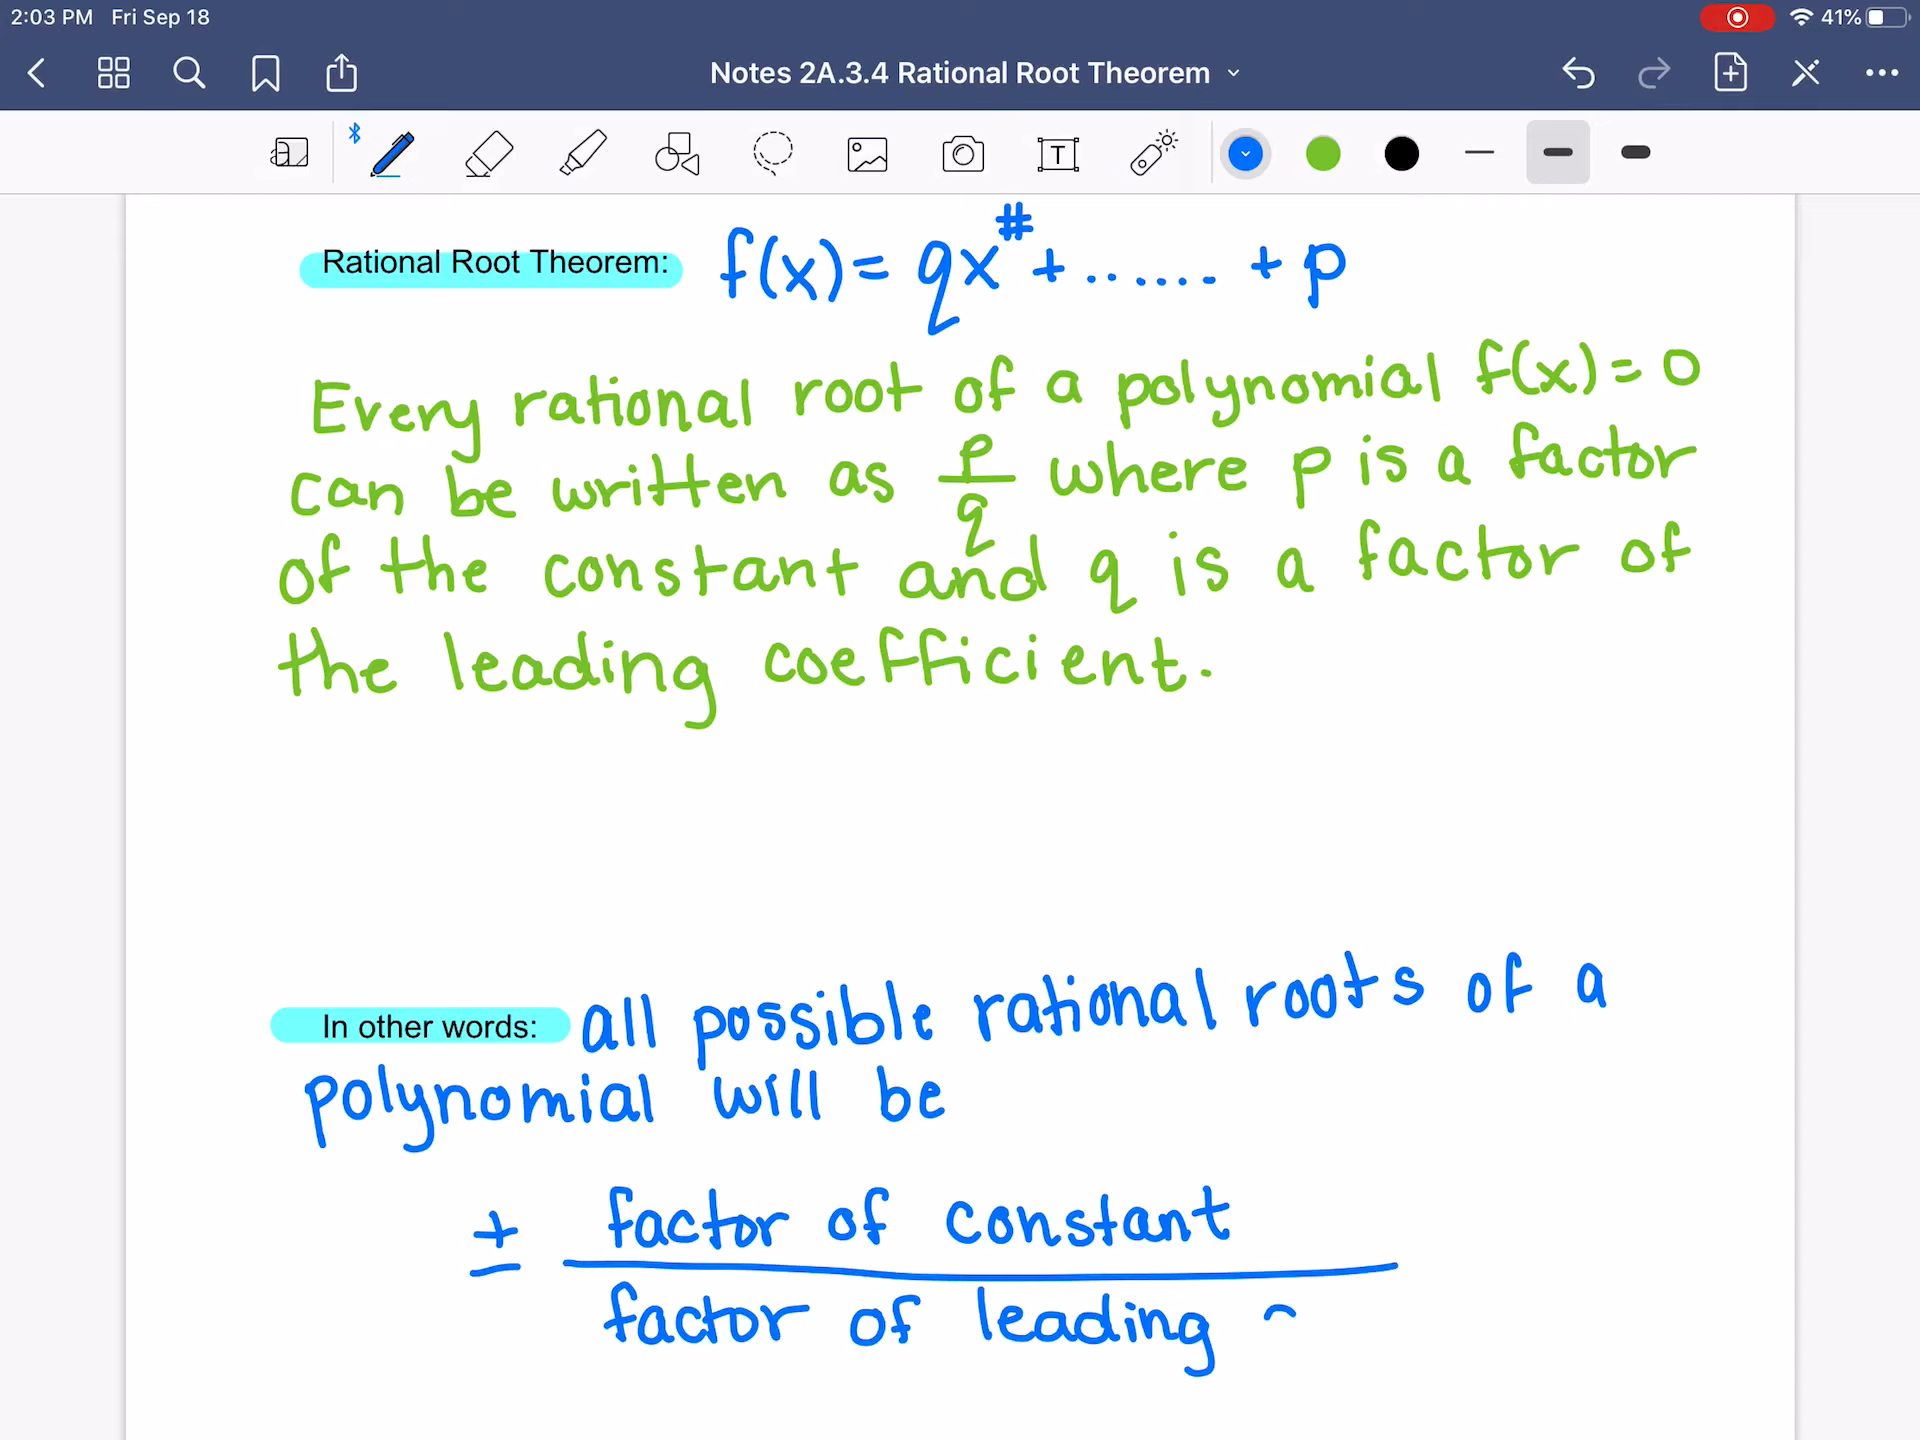 2:03 PM Fri Sep 18
41%
Notes 2A.3.4 Rational Root Theorem
Rational Root Theorem: f(x) = qx^# + ....... + p
Every rational root of a polynomial f(x) = 0
can be written as p/q where p is a factor
of the constant and q is a factor of
the leading coefficient.
In other words: all possible rational roots of a
polynomial will be
± factor of constant
factor of leading